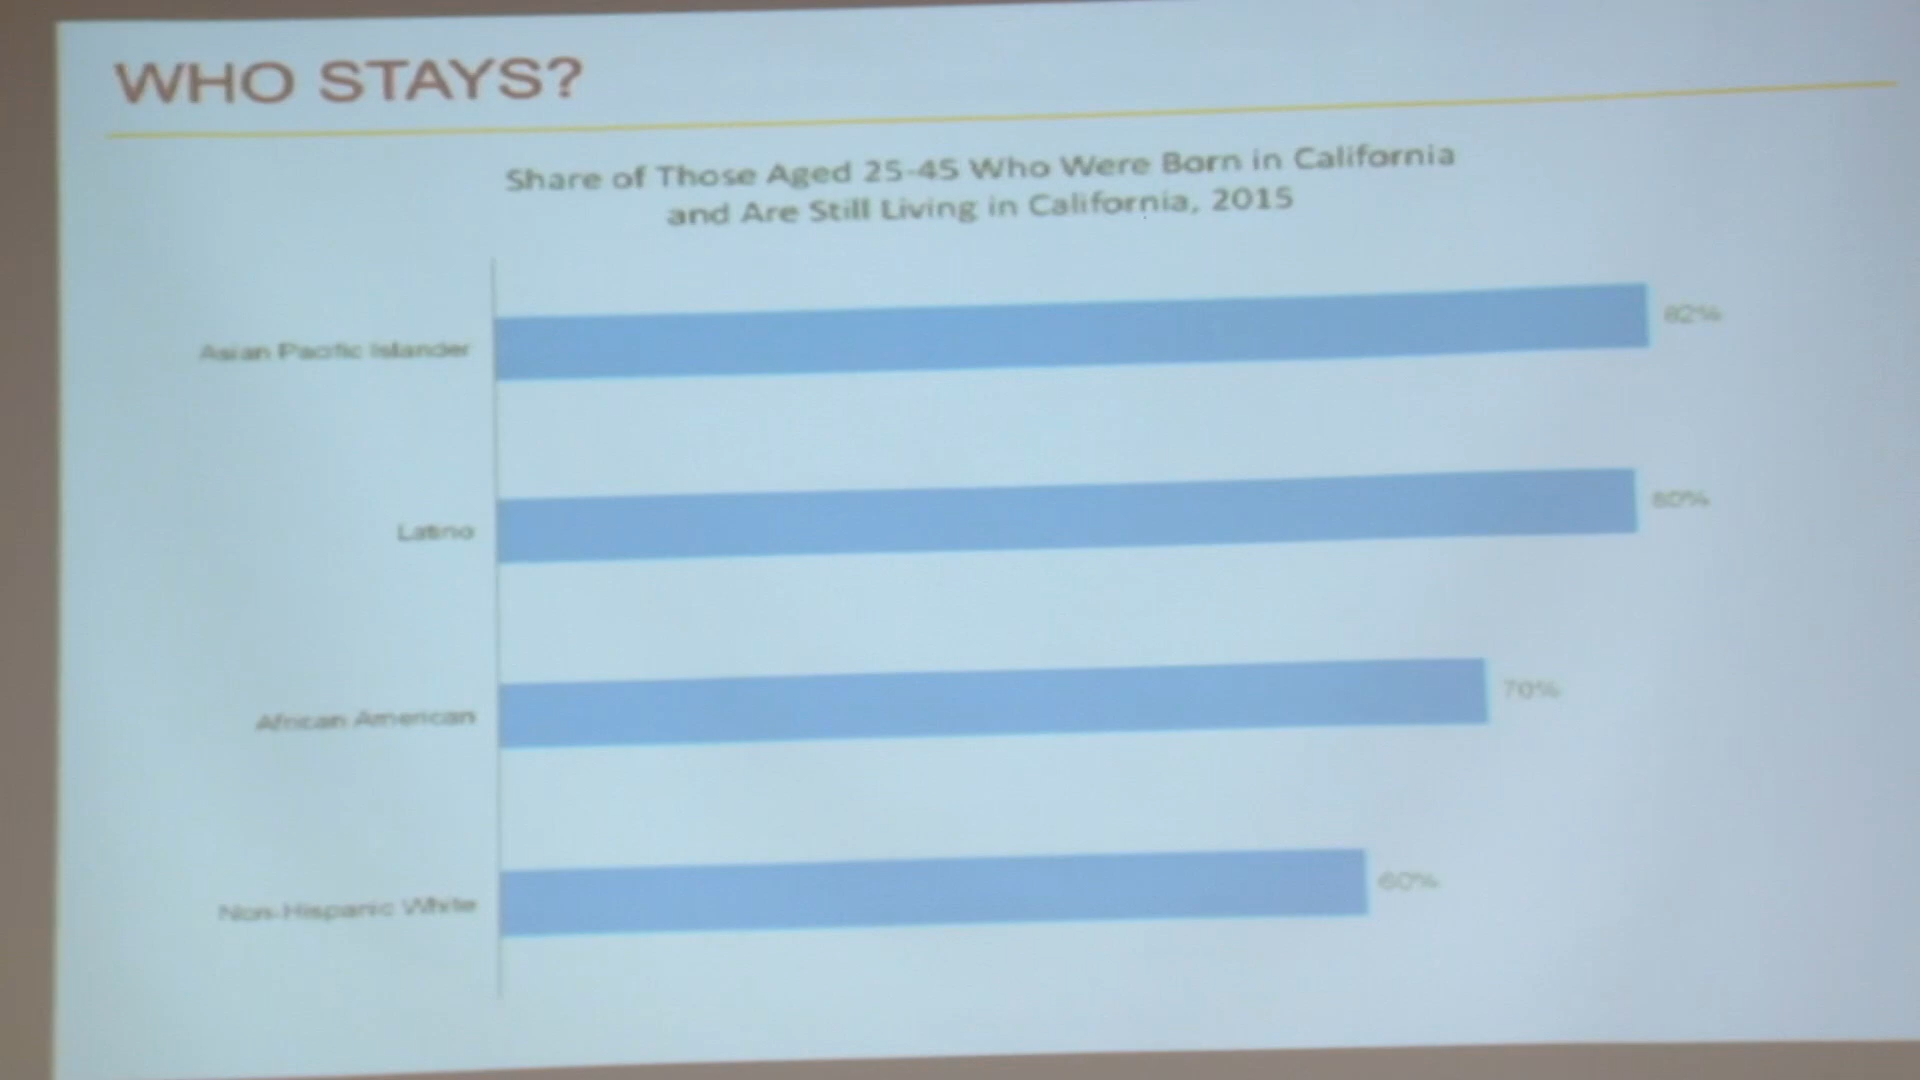 WHO STAYS?
Share of Those Aged 25-45 Who Were Born in California
and Are Still Living in California, 2015
Asian Pacific Islander
82%
Latino
80%
African American
70%
Non-Hispanic White
60%